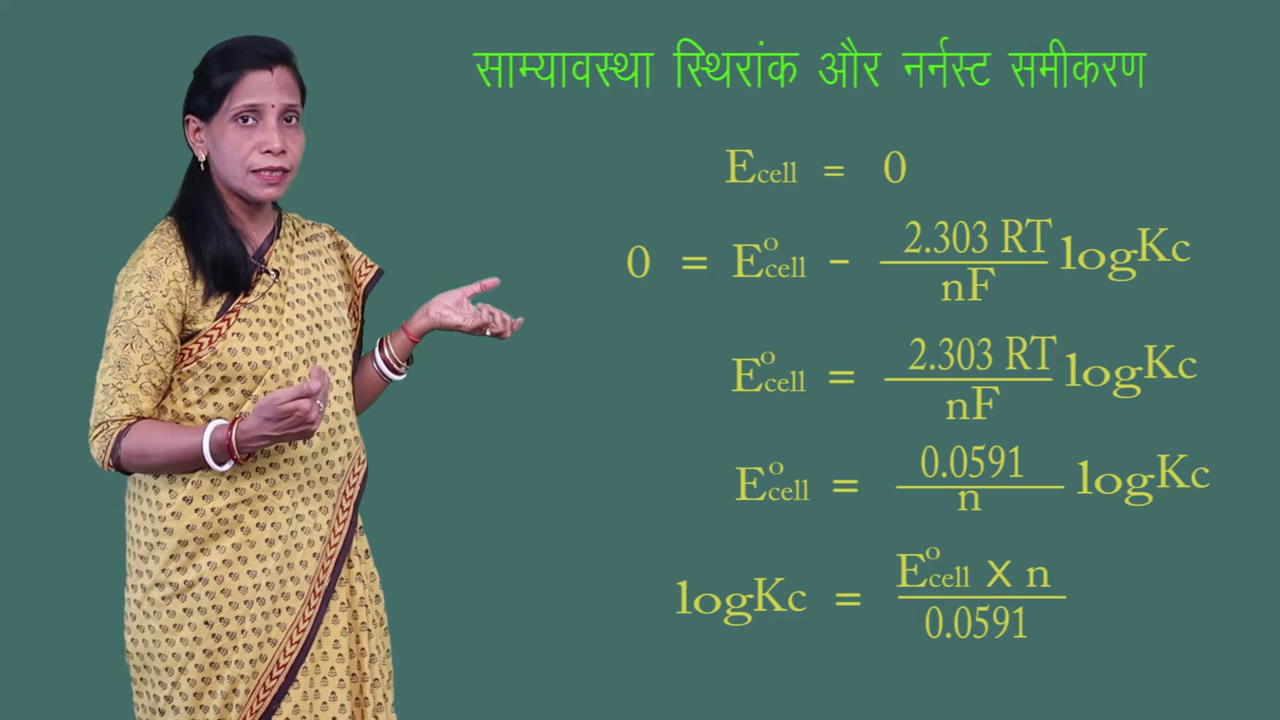 साम्यावस्था स्थिरांक और नर्नस्ट समीकरण
Ecell = 0
0 = E°cell - 2.303 RT / nF logKc
E°cell = 2.303 RT / nF logKc
E°cell = 0.0591 / n logKc
logKc = E°cell x n / 0.0591